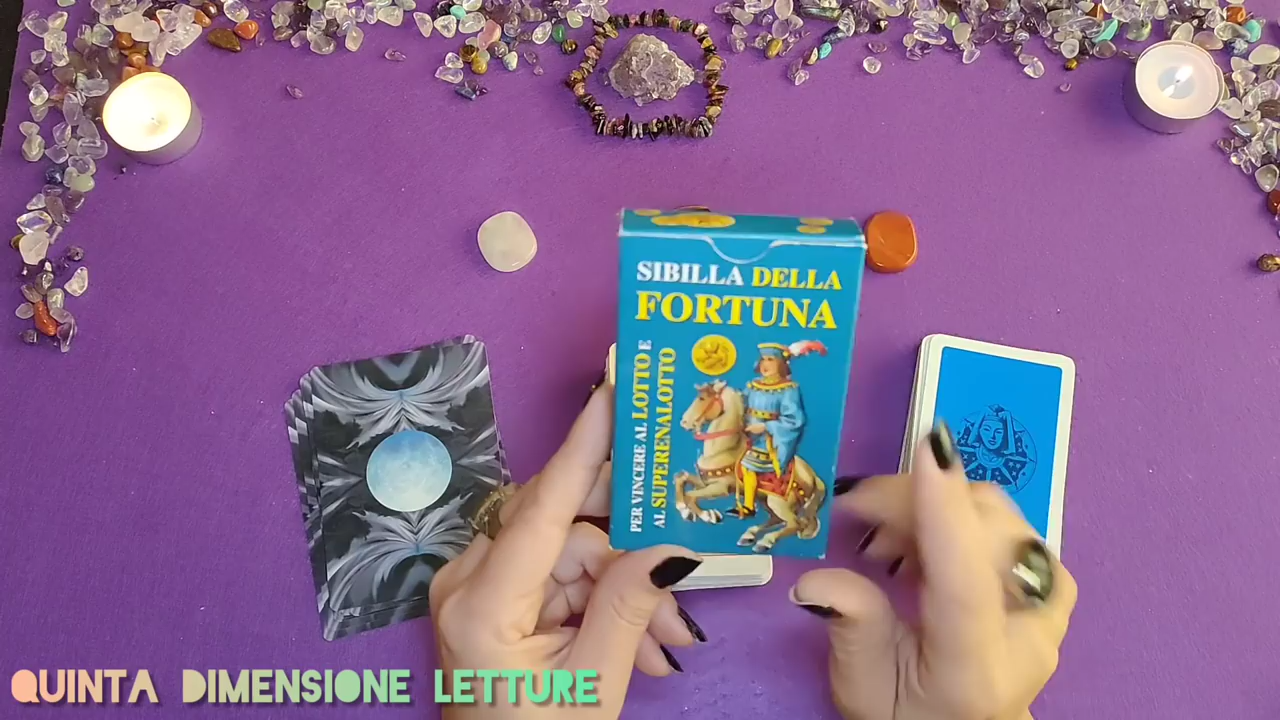 SIBILLA DELLA
FORTUNA
PER VINCERE AL LOTTO E
AL SUPERENALOTTO
QUINTA DIMENSIONE LETTURE